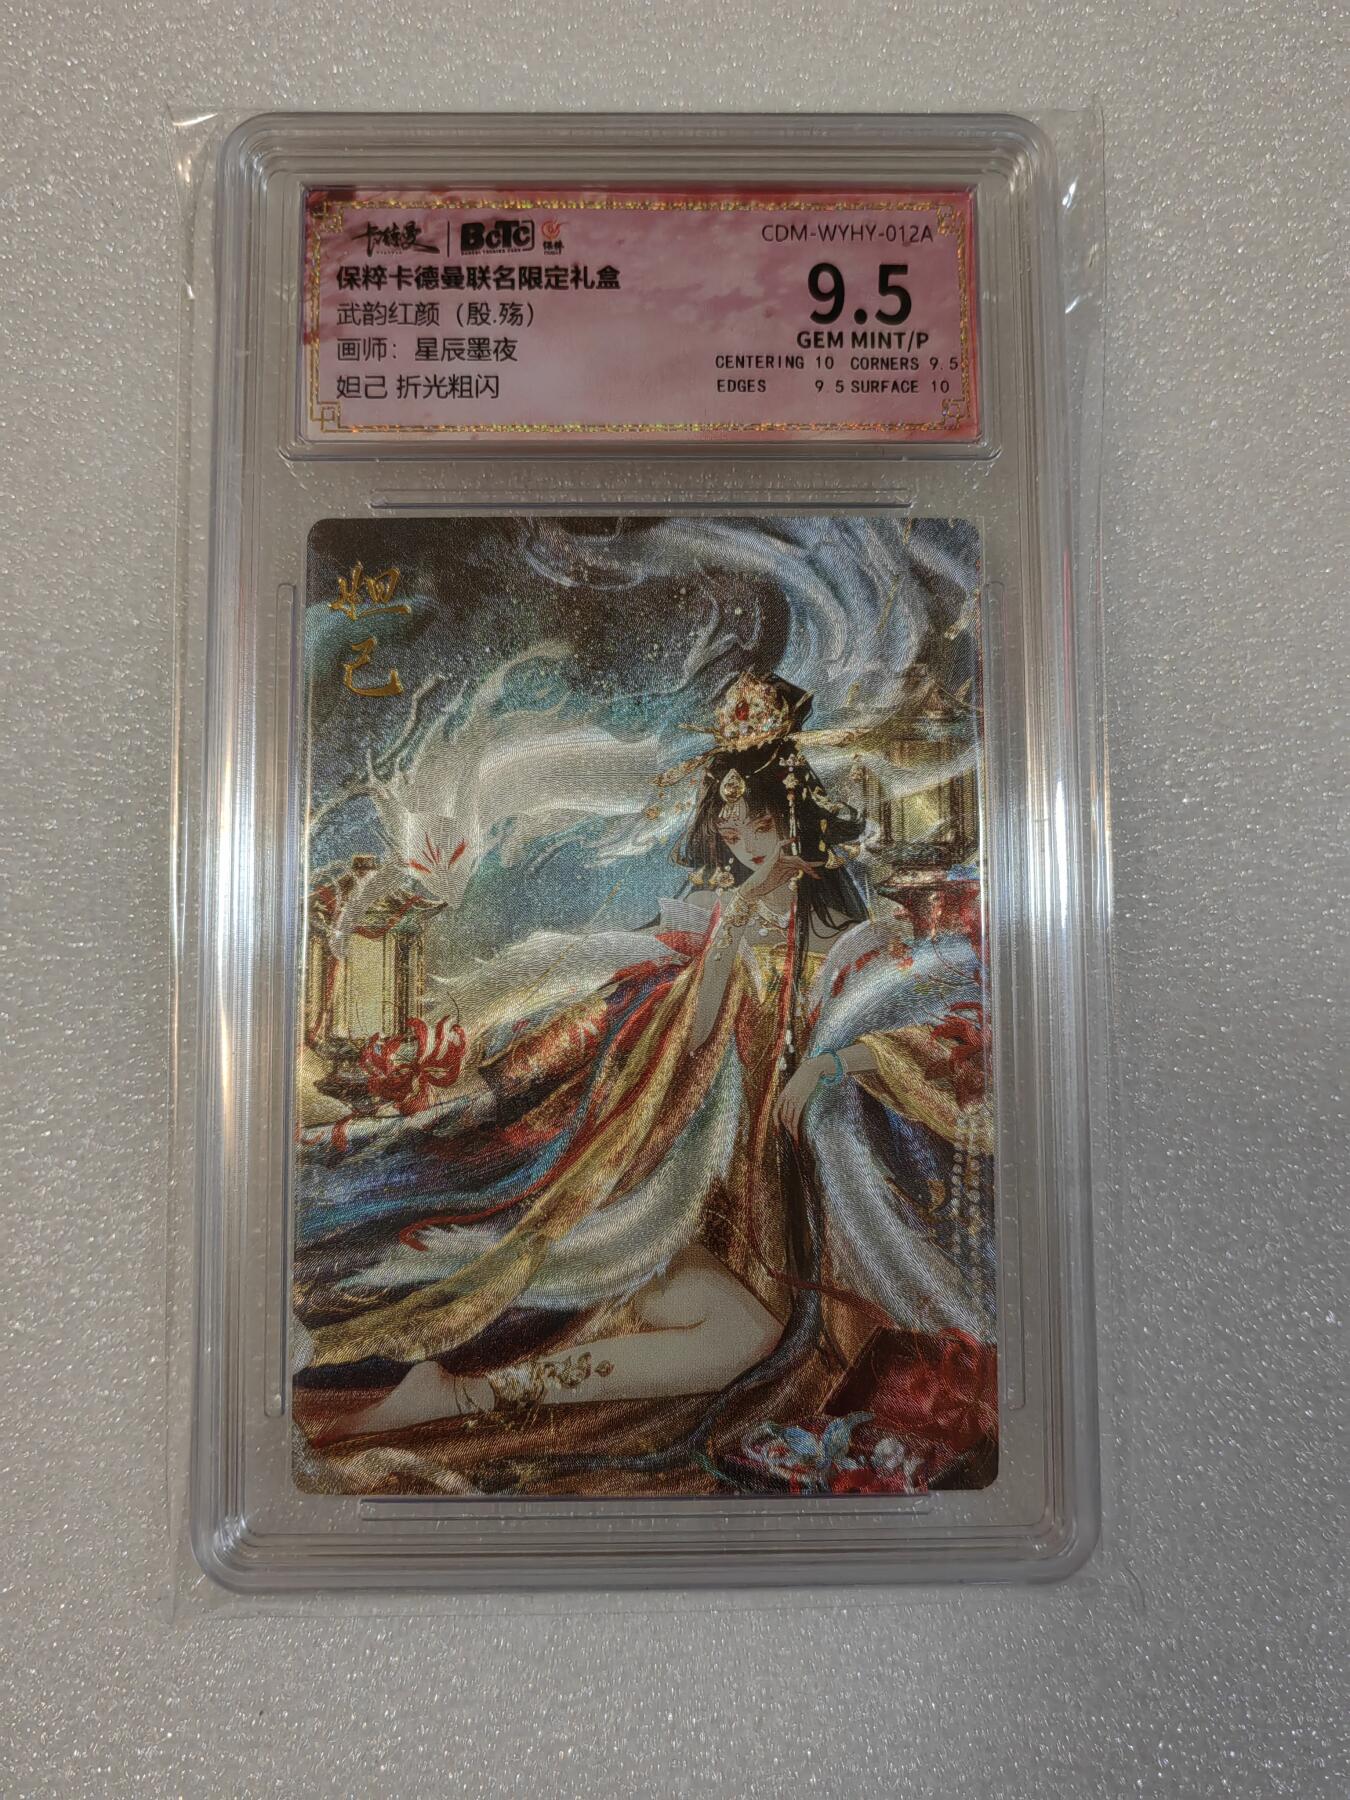 卡德曼 BCTC 保粹
CDM-WYHY-012A
保粹卡德曼联名限定礼盒
武韵红颜（殷.殇）
画师：星辰墨夜
妲己 折光粗闪
9.5
GEM MINT/P
CENTERING 10 CORNERS 9.5
EDGES 9.5 SURFACE 10
妲己